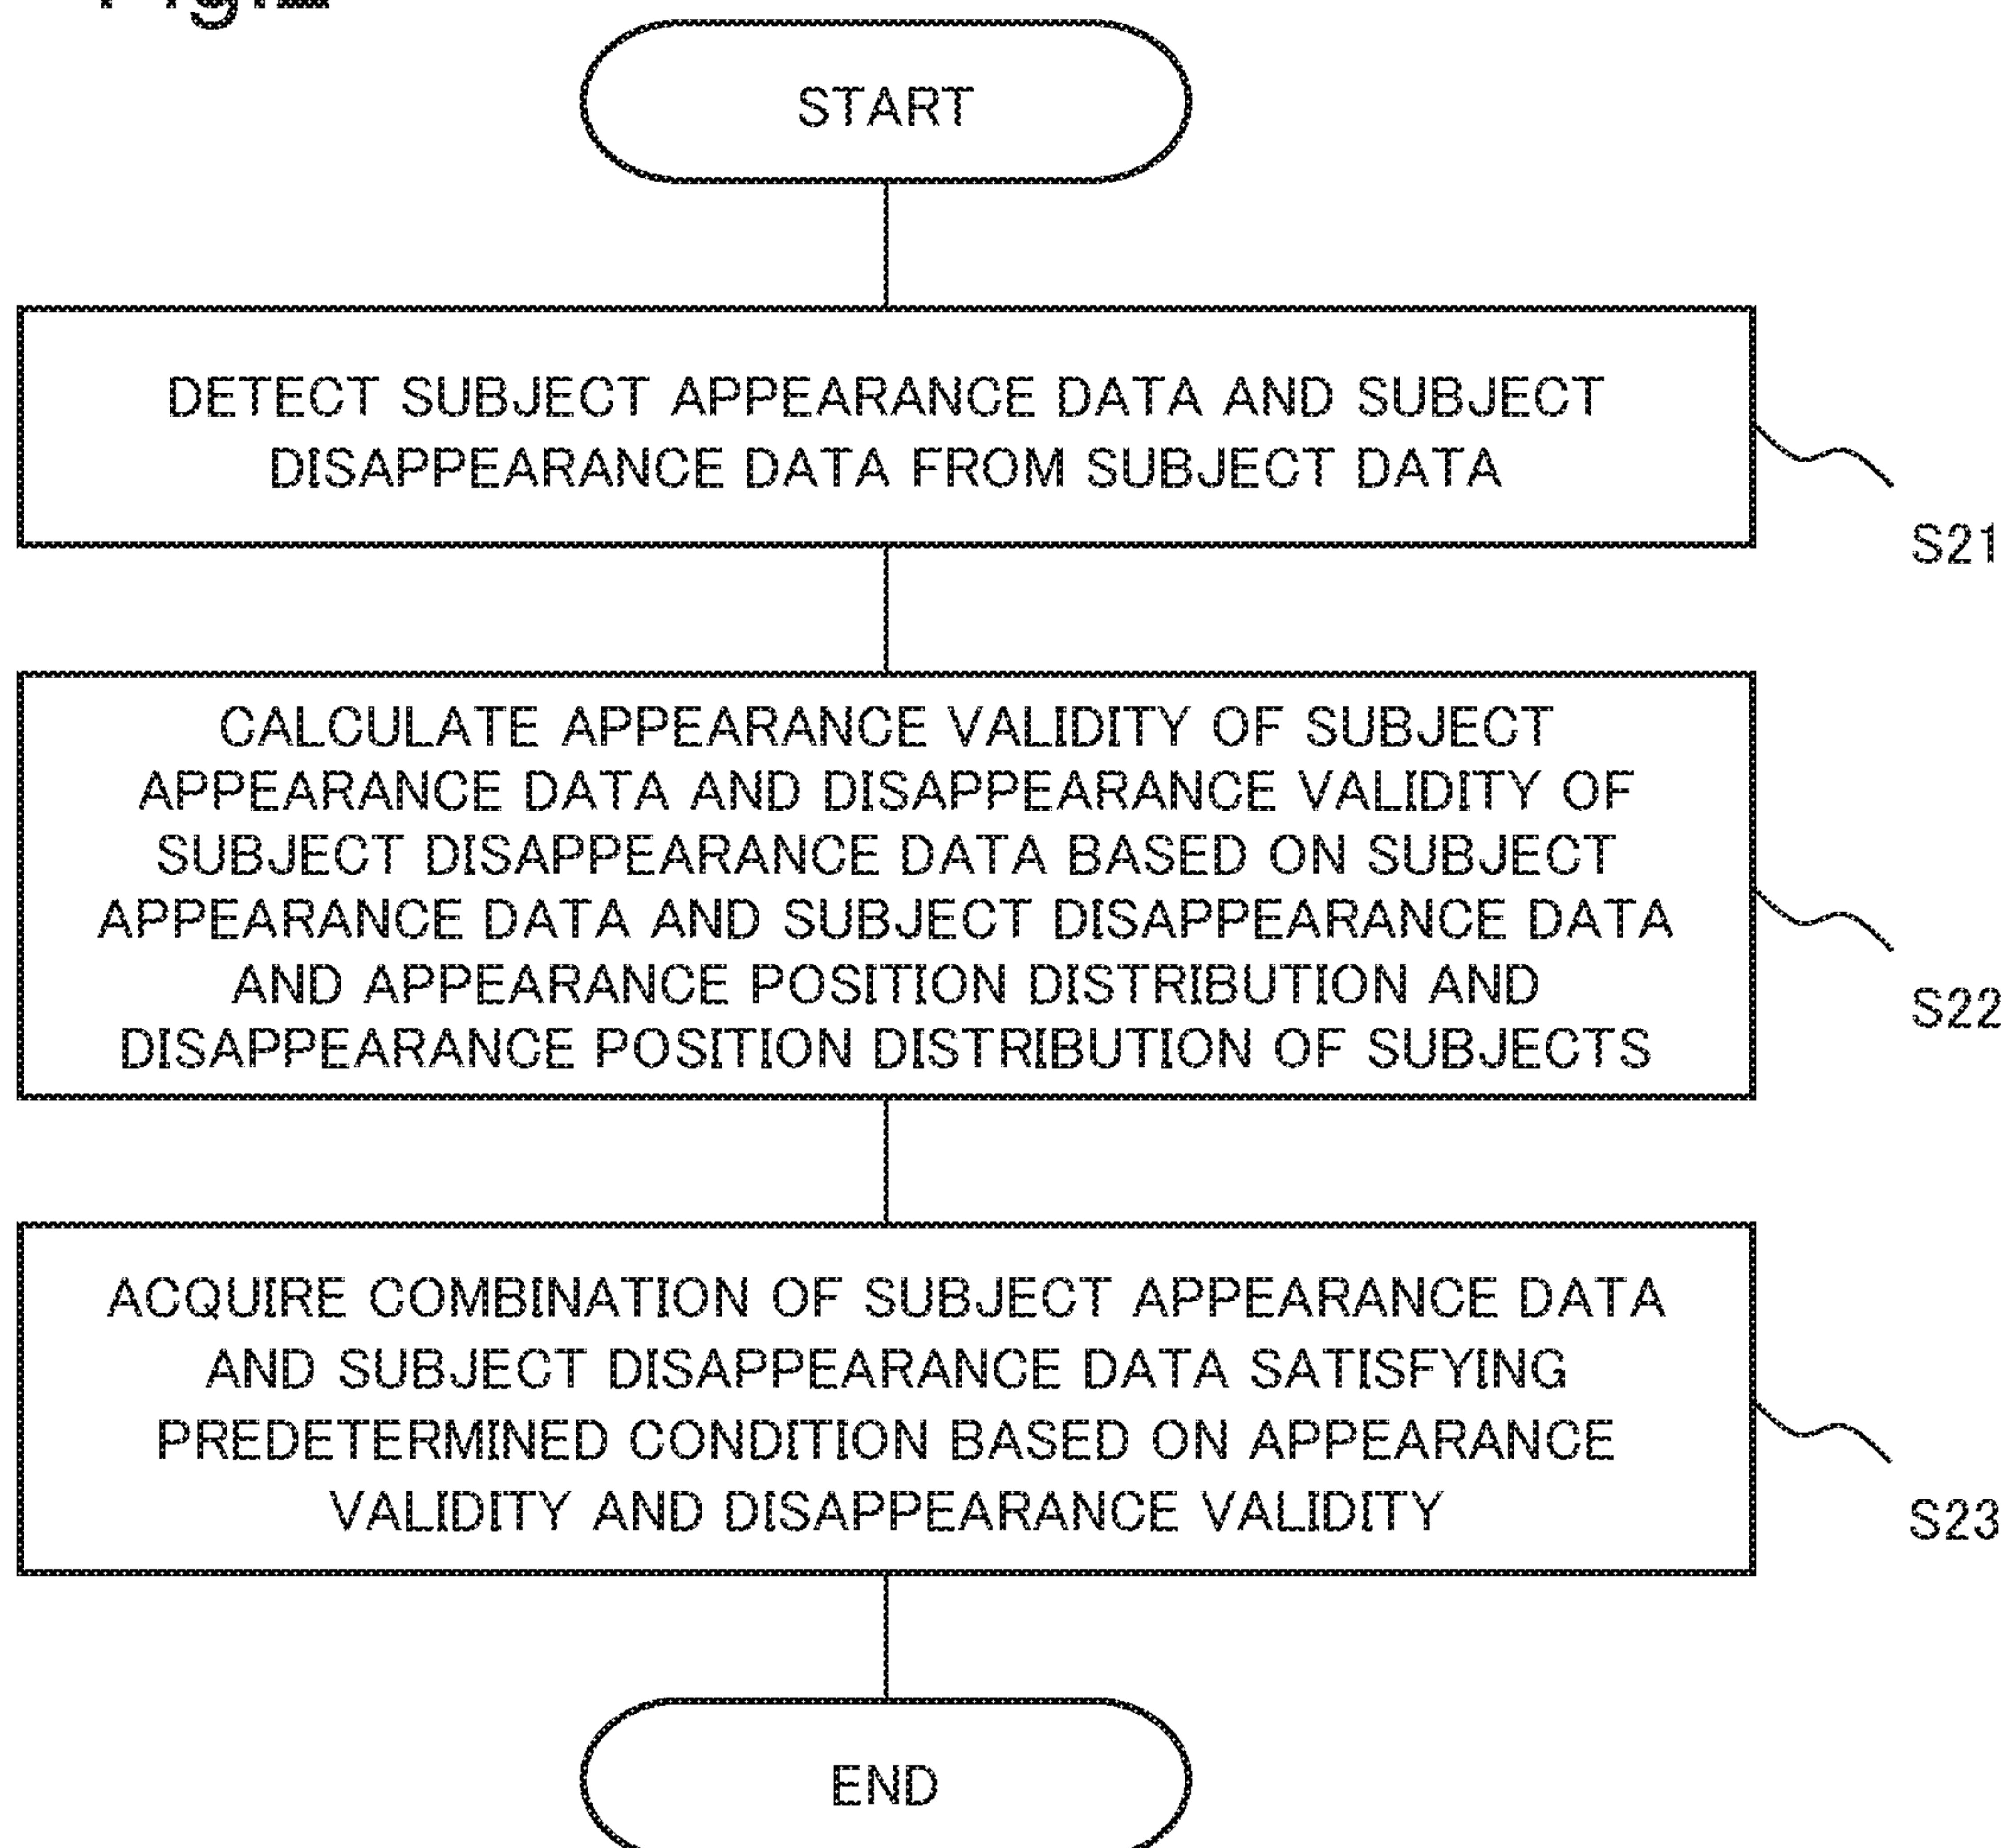 Fig.2
START
DETECT SUBJECT APPEARANCE DATA AND SUBJECT
DISAPPEARANCE DATA FROM SUBJECT DATA
S21
CALCULATE APPEARANCE VALIDITY OF SUBJECT
APPEARANCE DATA AND DISAPPEARANCE VALIDITY OF
SUBJECT DISAPPEARANCE DATA BASED ON SUBJECT
APPEARANCE DATA AND SUBJECT DISAPPEARANCE DATA
AND APPEARANCE POSITION DISTRIBUTION AND
DISAPPEARANCE POSITION DISTRIBUTION OF SUBJECTS
S22
ACQUIRE COMBINATION OF SUBJECT APPEARANCE DATA
AND SUBJECT DISAPPEARANCE DATA SATISFYING
PREDETERMINED CONDITION BASED ON APPEARANCE
VALIDITY AND DISAPPEARANCE VALIDITY
S23
END